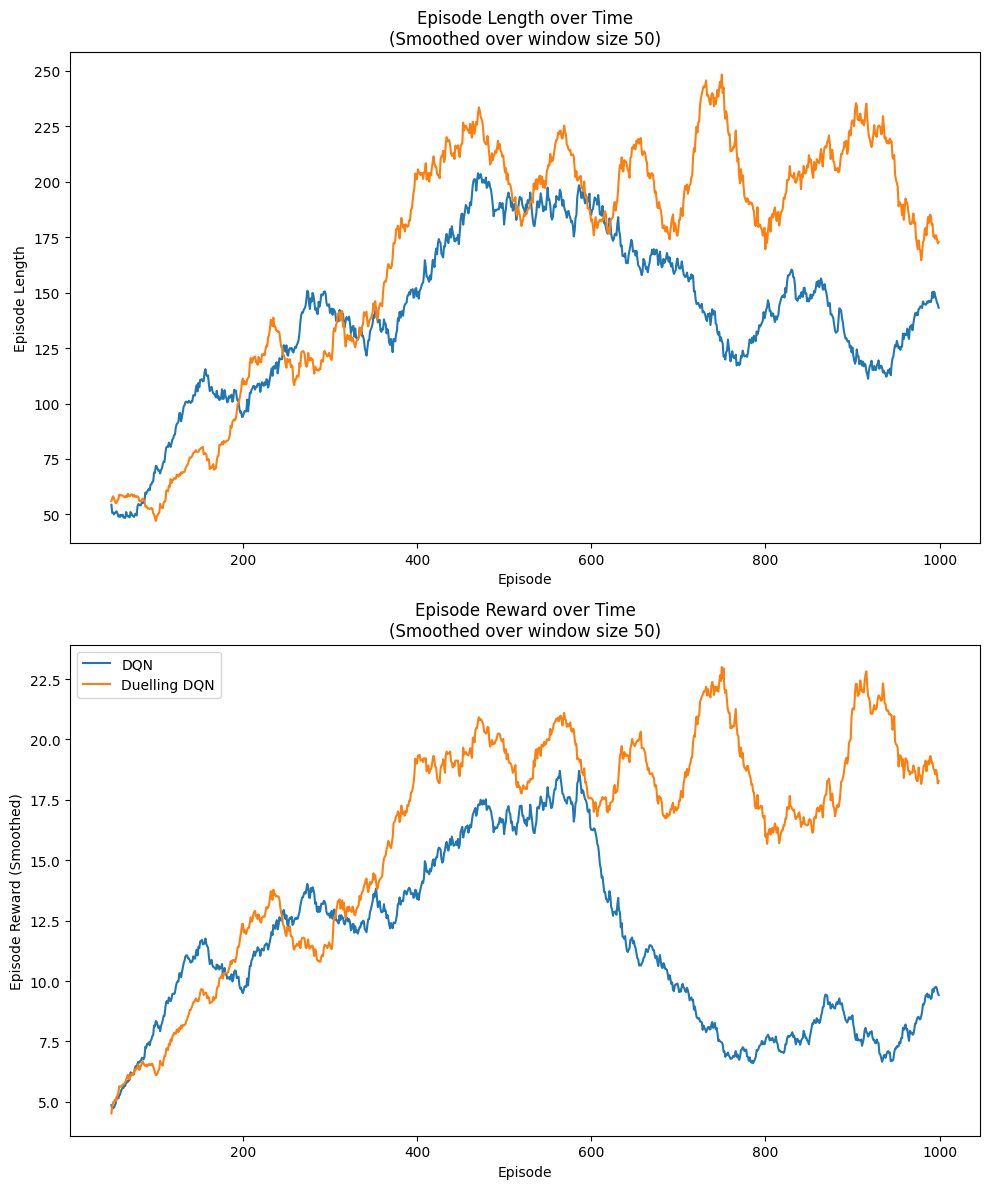 Episode Length over Time
(Smoothed over window size 50)
250
225
200
175
150
125
100
75
50
Episode Length
200
400
600
800
1000
Episode
Episode Reward over Time
(Smoothed over window size 50)
DQN
Duelling DQN
22.5
20.0
17.5
15.0
12.5
10.0
7.5
5.0
Episode Reward (Smoothed)
200
400
600
800
1000
Episode